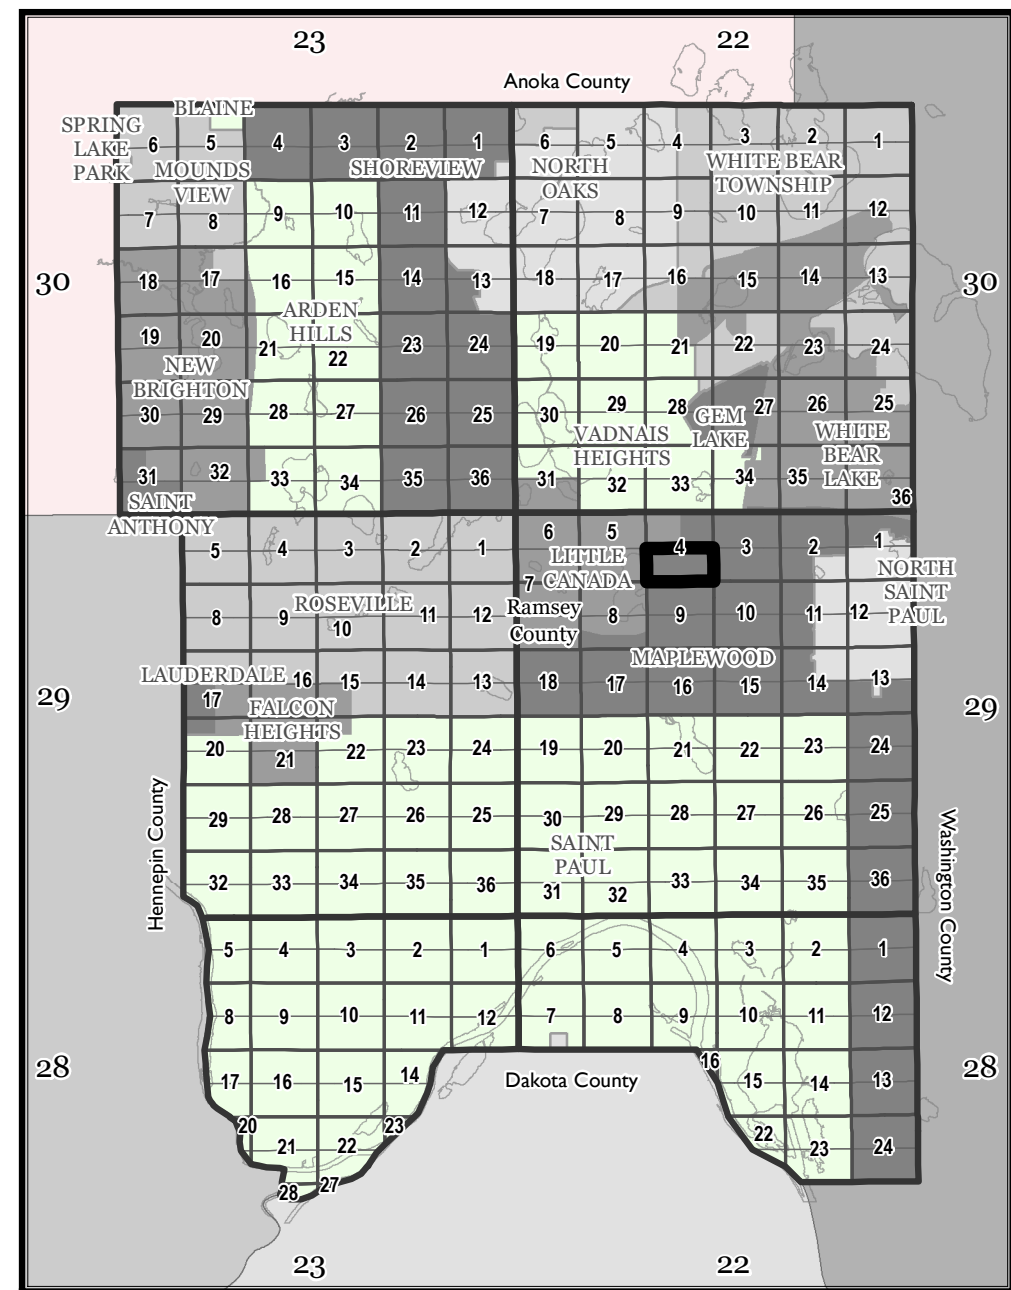 23 22
Anoka County
BLAINE
SPRING
LAKE
PARK
6 5 4 3 2 1 6 5 4 3 2 1
MOUNDS
VIEW
SHOREVIEW
NORTH
OAKS
WHITE BEAR
TOWNSHIP
7 8 9 10 11 12 7 8 9 10 11 12
30 18 17 16 15 14 13 18 17 16 15 14 13 30
ARDEN
HILLS
19 20 21 22 23 24 19 20 21 22 23 24
NEW
BRIGHTON
30 29 28 27 26 25 30 29 28 27 26 25
GEM
LAKE
VADNAIS
HEIGHTS
WHITE
BEAR
LAKE
31 32 33 34 35 36 31 32 33 34 35 36
SAINT
ANTHONY
5 4 3 2 1 6 5 4 3 2 1
LITTLE
CANADA
NORTH
SAINT
PAUL
8 9 10 11 12 7 8 9 10 11 12
ROSEVILLE
Ramsey
County
MAPLEWOOD
LAUDERDALE
29 17 16 15 14 13 18 17 16 15 14 13 29
FALCON
HEIGHTS
20 21 22 23 24 19 20 21 22 23 24
29 28 27 26 25 30 29 28 27 26 25
SAINT
PAUL
32 33 34 35 36 31 32 33 34 35 36
Hennepin County
Washington County
5 4 3 2 1 6 5 4 3 2 1
8 9 10 11 12 7 8 9 10 11 12
28 17 16 15 14 16 15 14 13 28
Dakota County
20 21 22 23 22 23 24
28 27
23 22